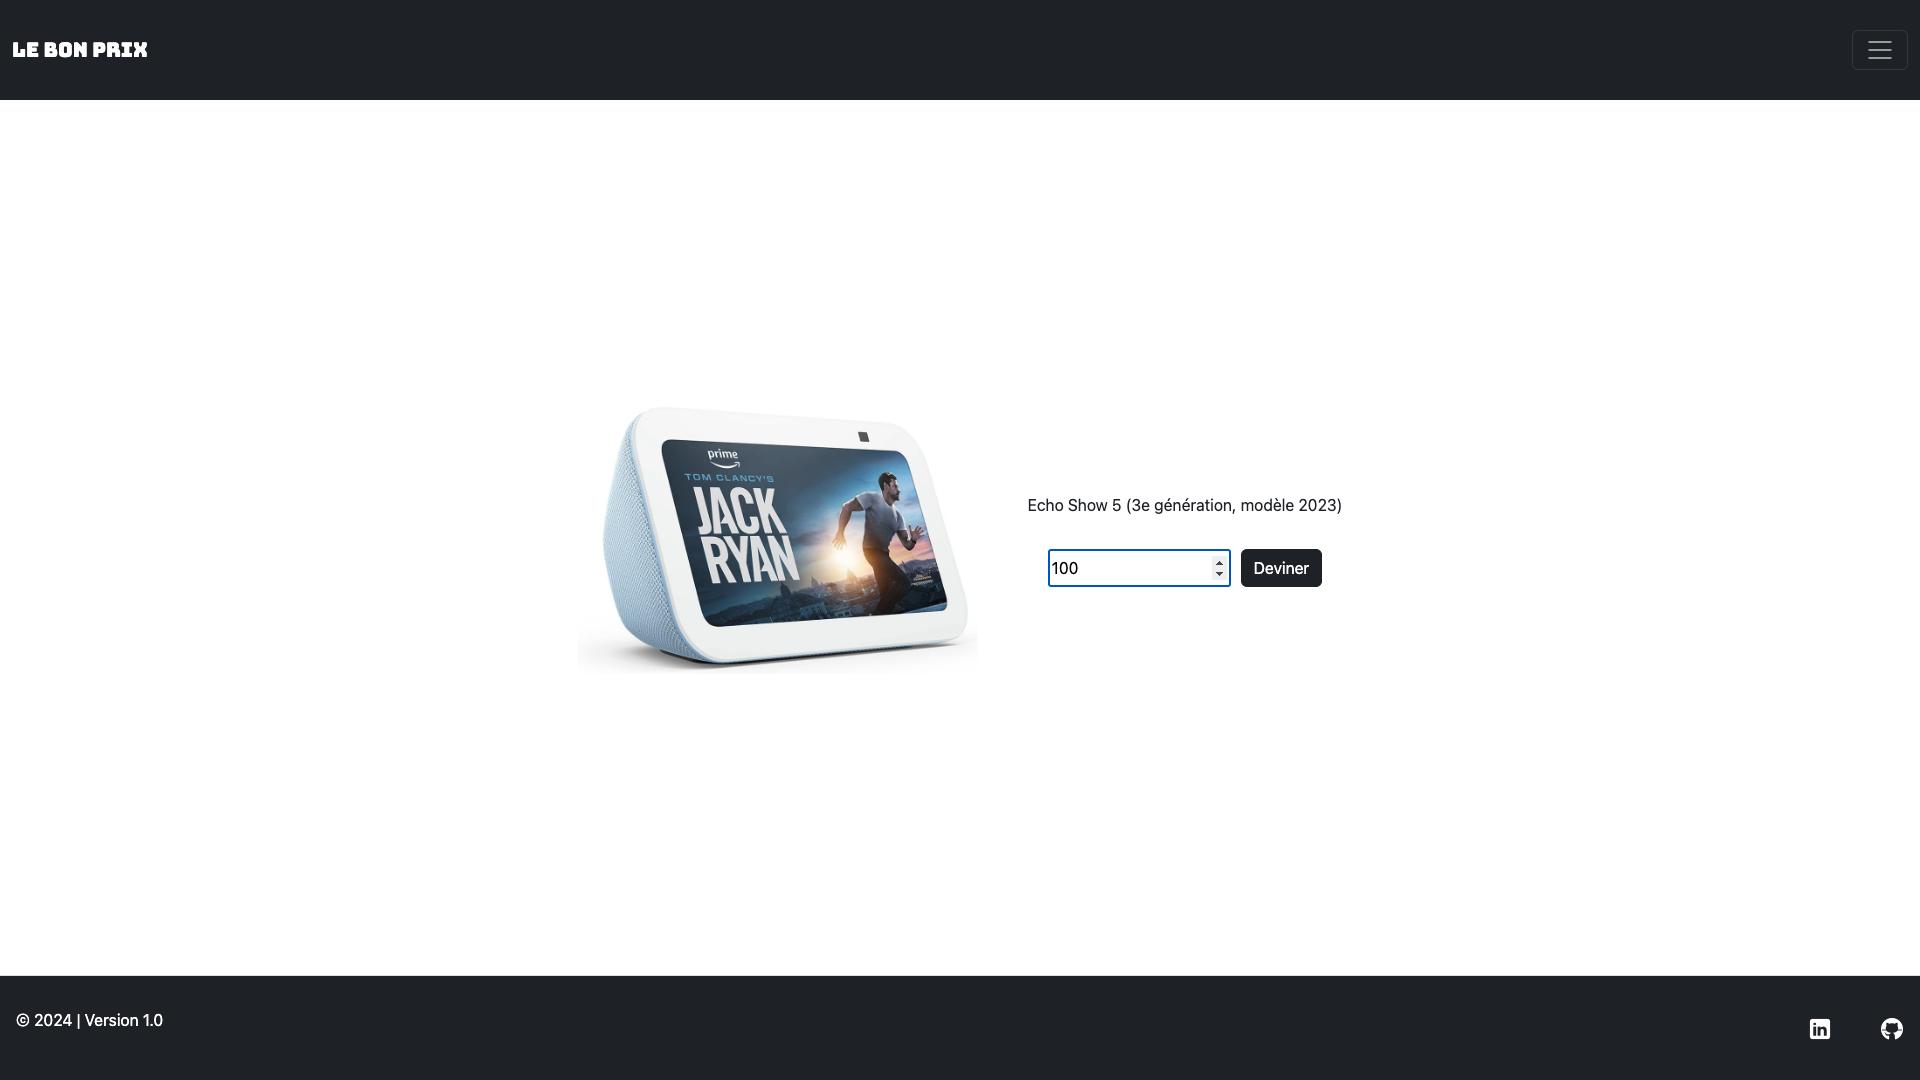 LE BON PRIX
prime
TOM CLANCY'S
JACK
RYAN
Echo Show 5 (3e génération, modèle 2023)
100
Deviner
© 2024 | Version 1.0
in